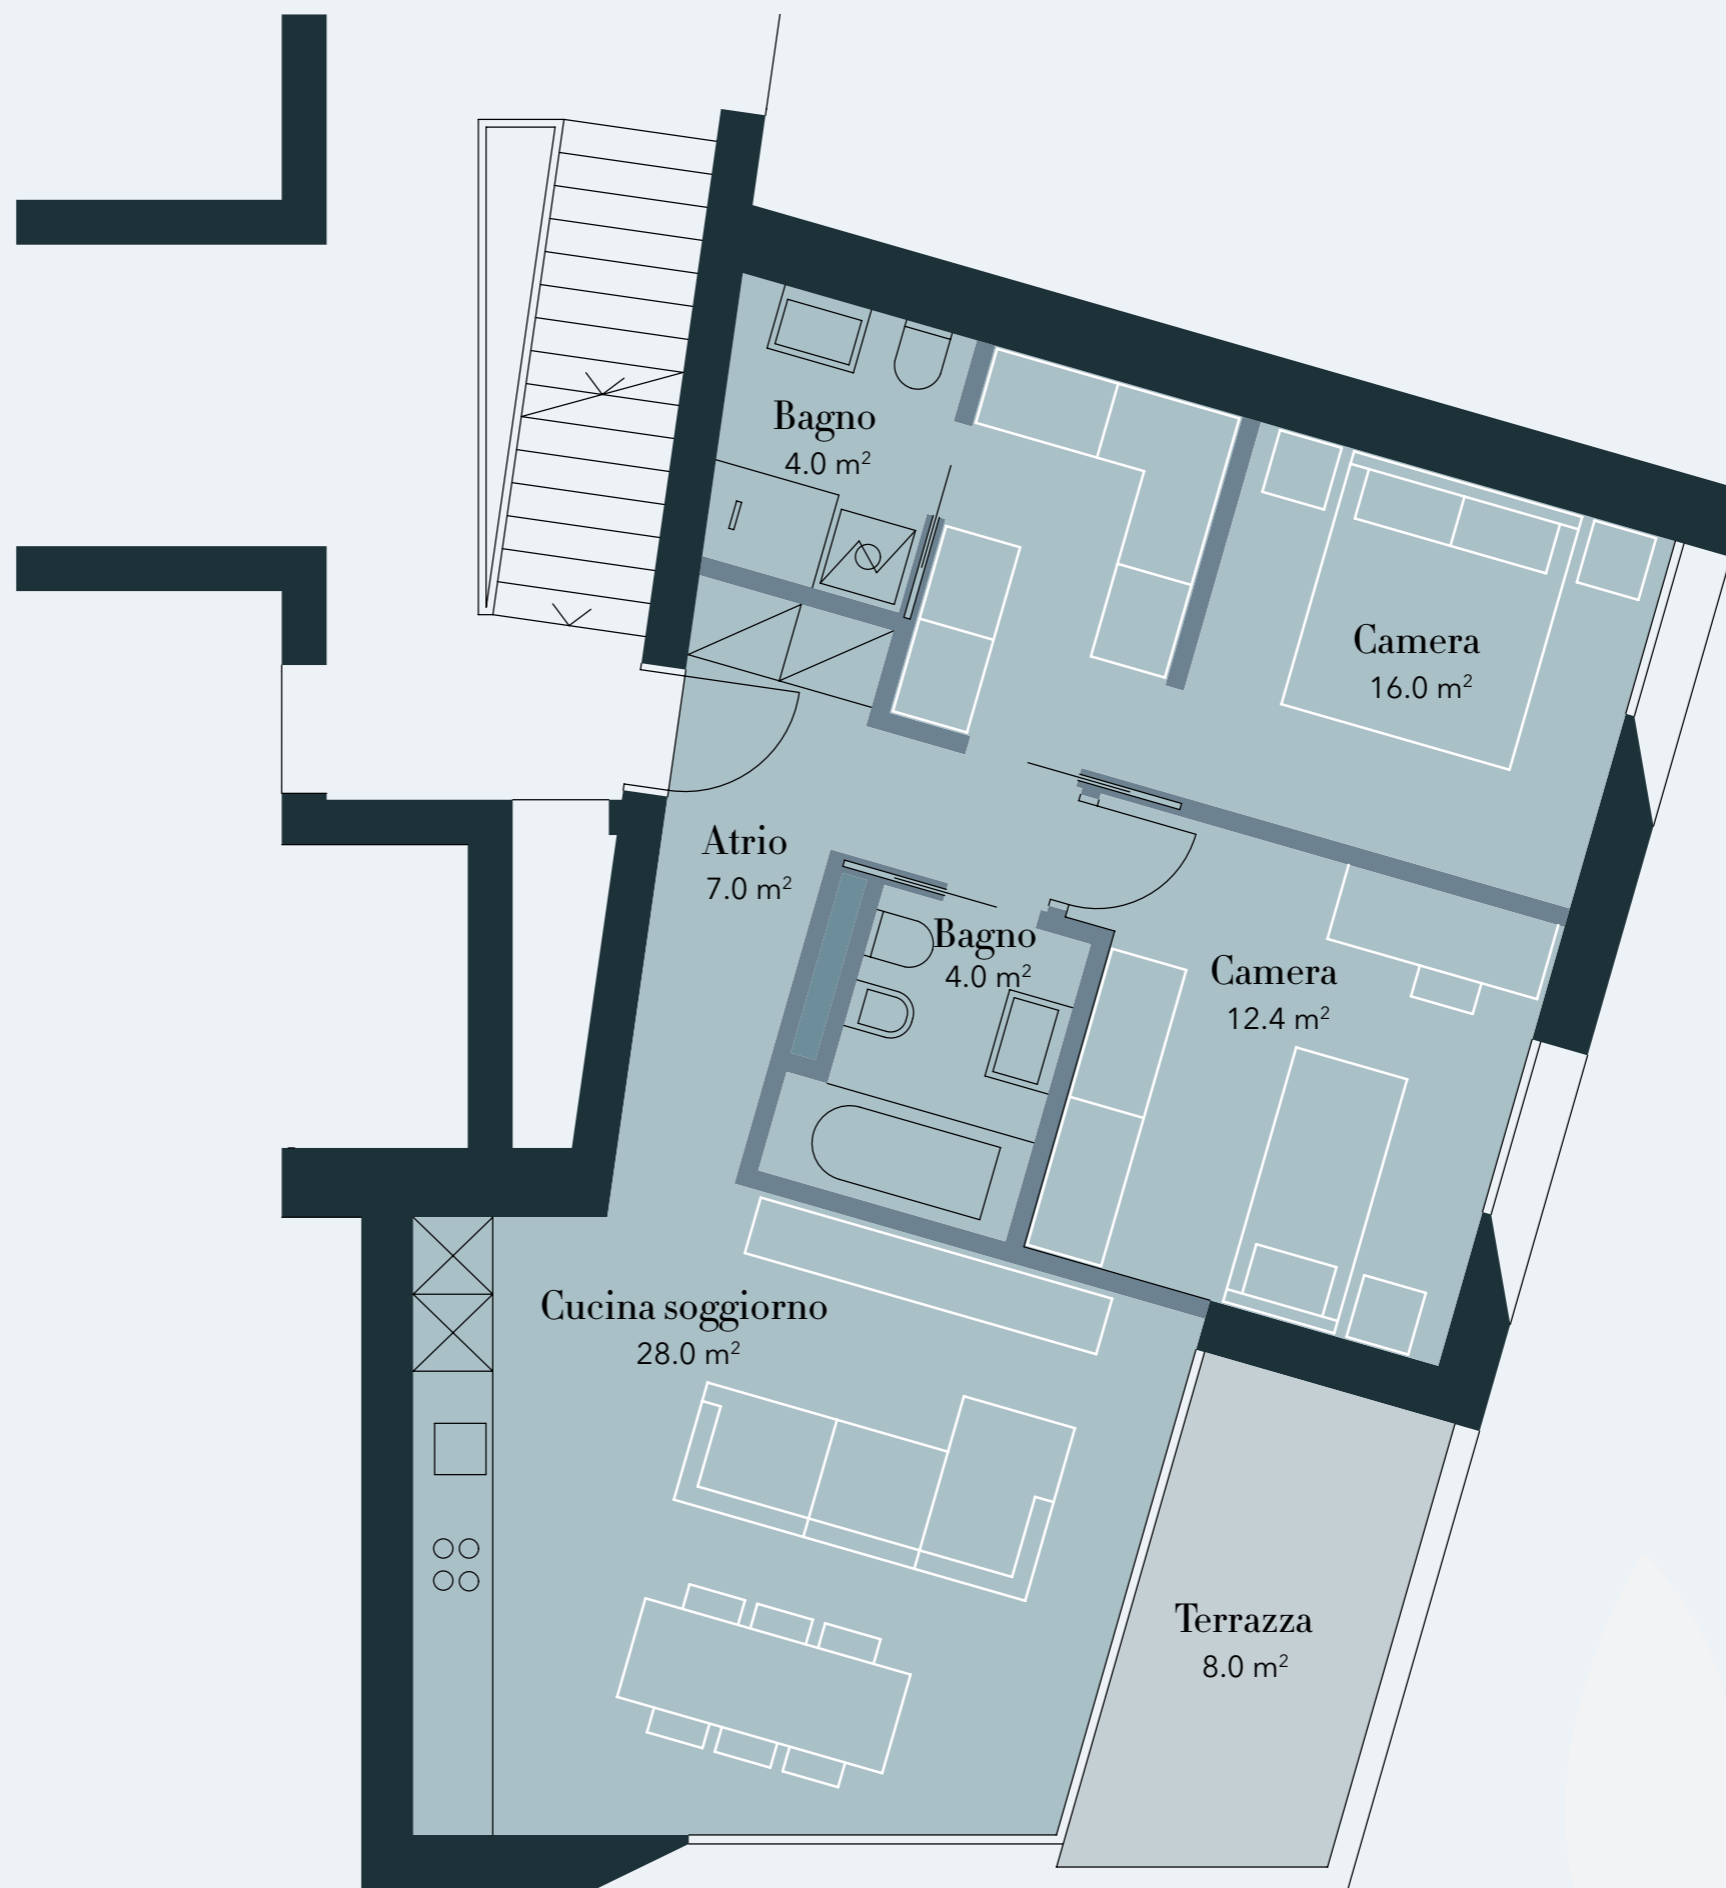 Bagno
4.0 m²
Camera
16.0 m²
Atrio
7.0 m²
Bagno
4.0 m²
Camera
12.4 m²
Cucina soggiorno
28.0 m²
Terrazza
8.0 m²